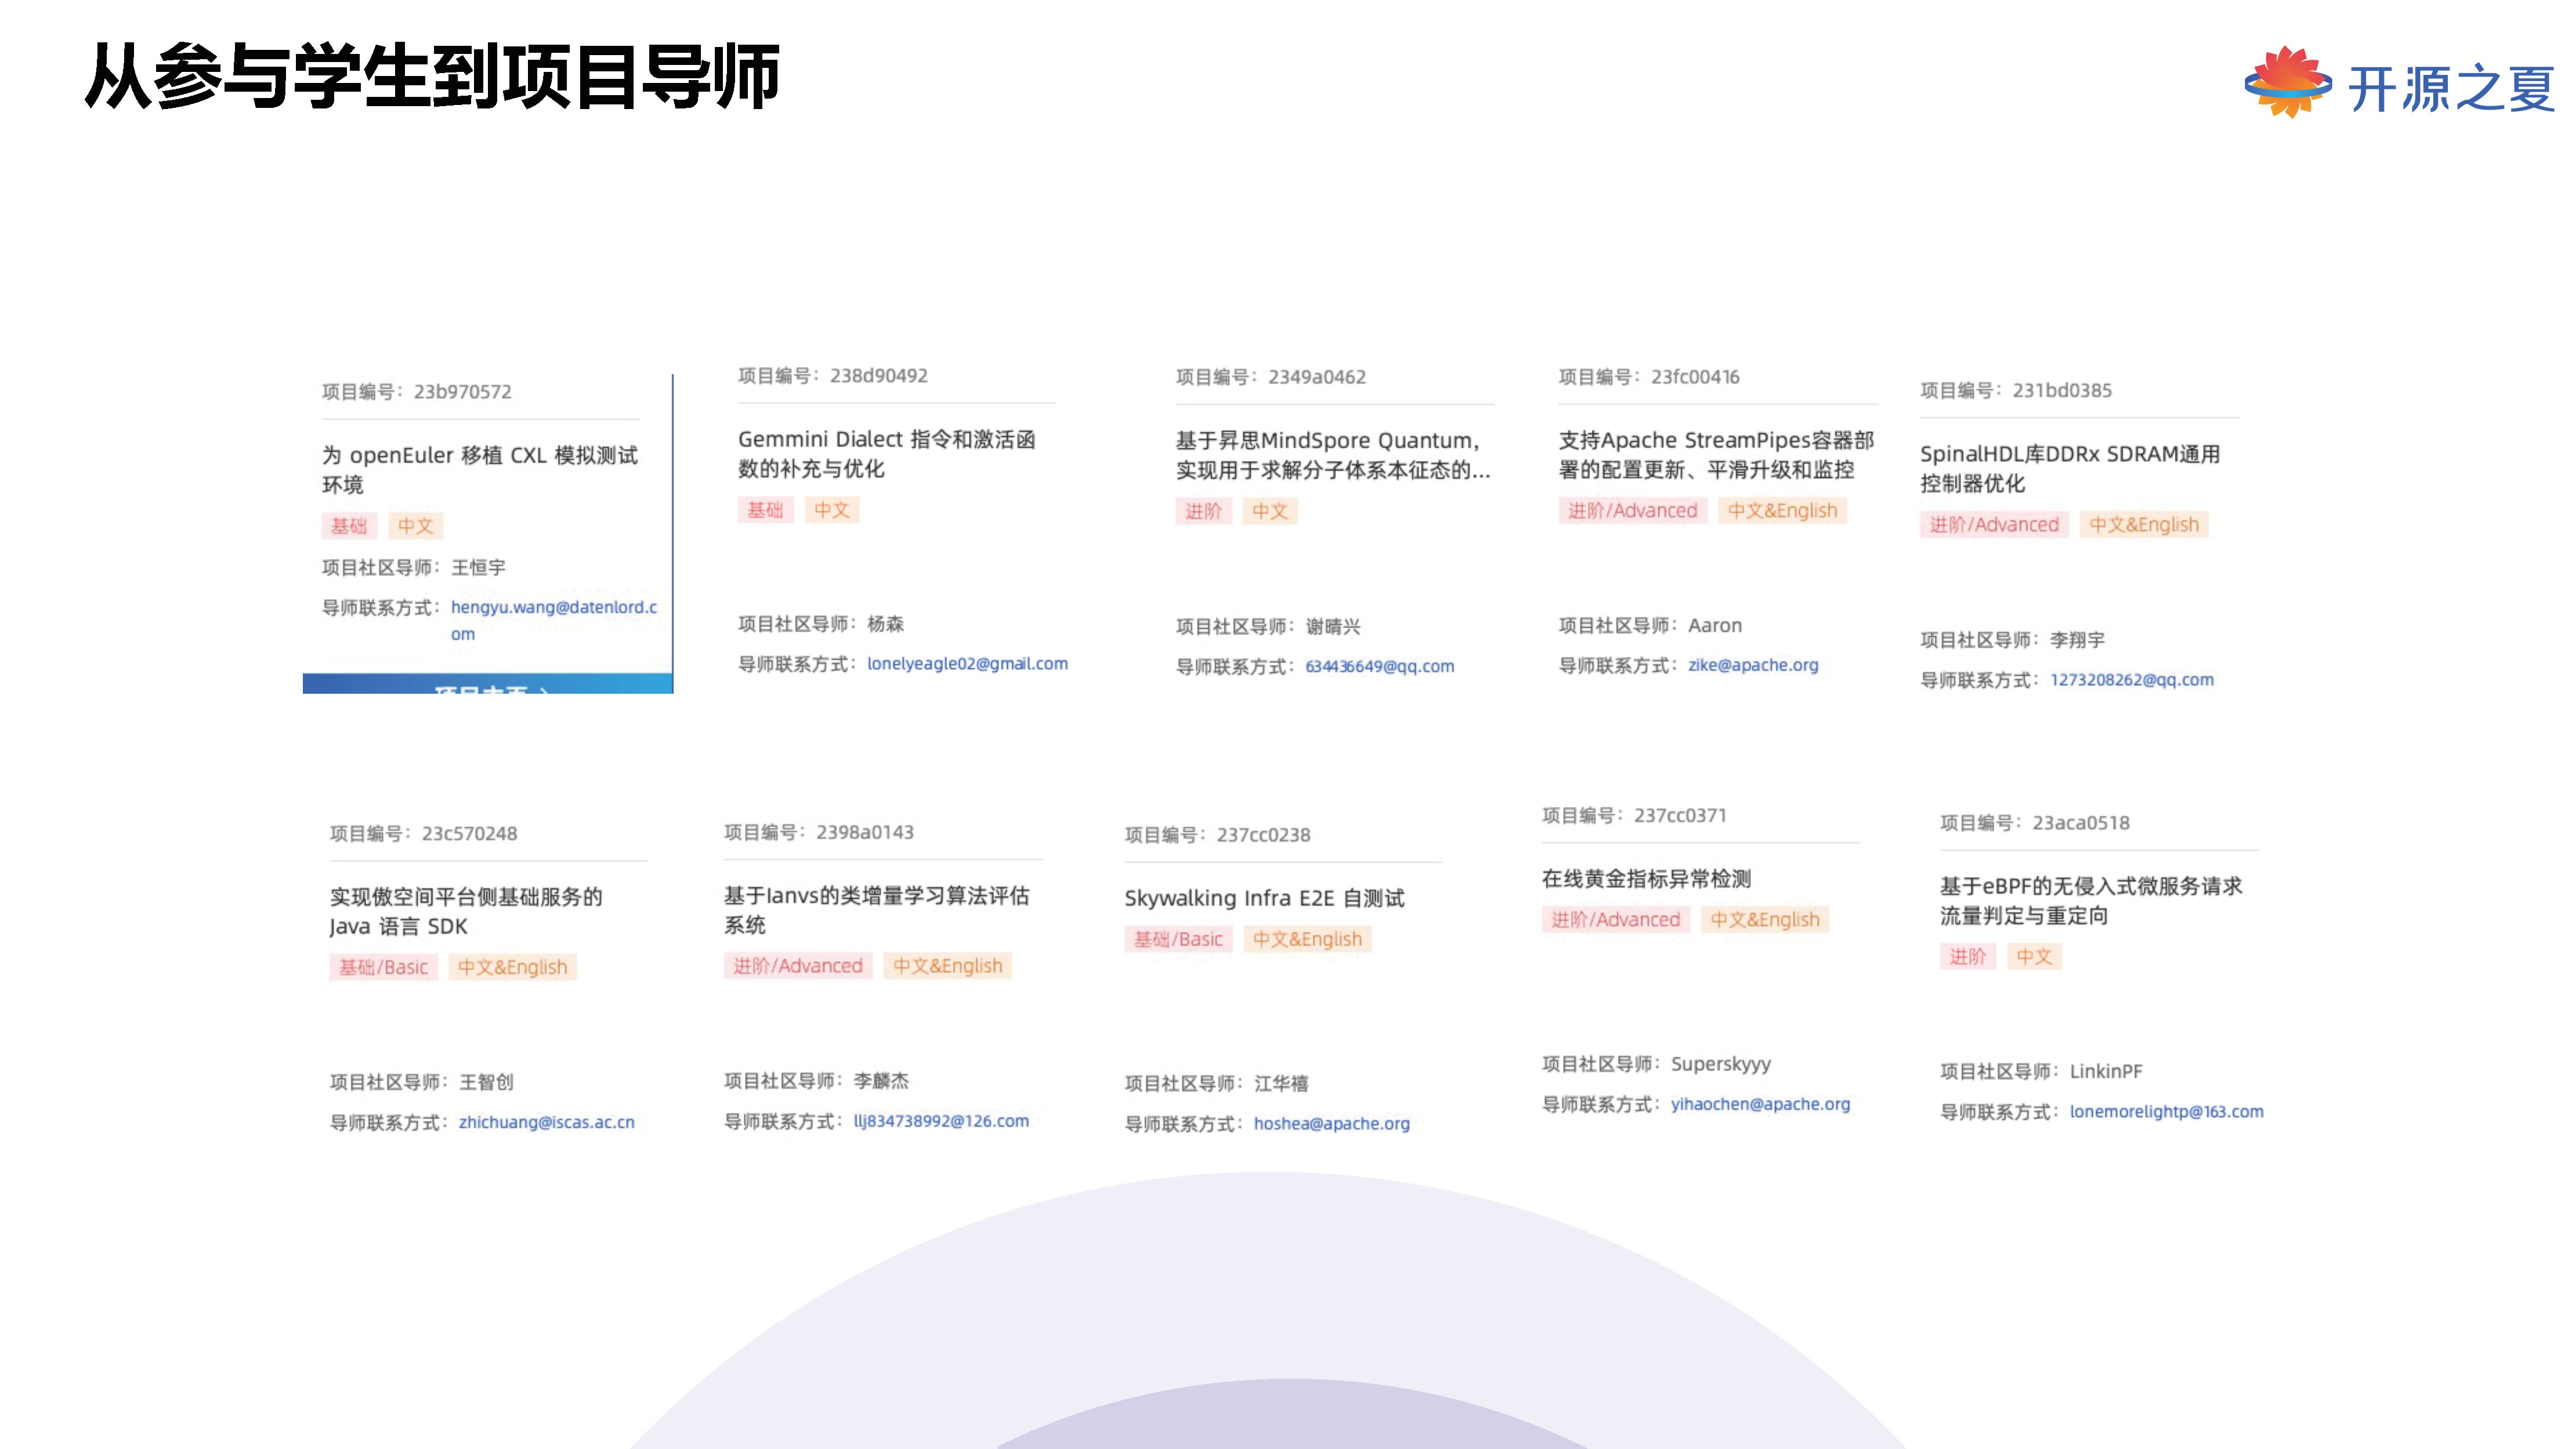 从参与学生到项目导师
开源之夏
项目编号：23b970572
为 openEuler 移植 CXL 模拟测试
环境
基础 中文
项目社区导师：王恒宇
导师联系方式：hengyu.wang@datenlord.c
om
项目主页
项目编号：238d90492
Gemmini Dialect 指令和激活函
数的补充与优化
基础 中文
项目社区导师：杨森
导师联系方式：lonelyeagle02@gmail.com
项目编号：2349a0462
基于昇思MindSpore Quantum，
实现用于求解分子体系本征态的...
进阶 中文
项目社区导师：谢晴兴
导师联系方式：634436649@qq.com
项目编号：23fc00416
支持Apache StreamPipes容器部
署的配置更新、平滑升级和监控
进阶/Advanced 中文&English
项目社区导师：Aaron
导师联系方式：zike@apache.org
项目编号：231bd0385
SpinalHDL库DDRx SDRAM通用
控制器优化
进阶/Advanced 中文&English
项目社区导师：李翔宇
导师联系方式：1273208262@qq.com
项目编号：23c570248
实现傲空间平台侧基础服务的
Java 语言 SDK
基础/Basic 中文&English
项目社区导师：王智创
导师联系方式：zhichuang@iscas.ac.cn
项目编号：2398a0143
基于Ianvs的类增量学习算法评估
系统
进阶/Advanced 中文&English
项目社区导师：李麟杰
导师联系方式：llj834738992@126.com
项目编号：237cc0238
Skywalking Infra E2E 自测试
基础/Basic 中文&English
项目社区导师：江华禧
导师联系方式：hoshea@apache.org
项目编号：237cc0371
在线黄金指标异常检测
进阶/Advanced 中文&English
项目社区导师：Superskyyy
导师联系方式：yihaochen@apache.org
项目编号：23aca0518
基于eBPF的无侵入式微服务请求
流量判定与重定向
进阶 中文
项目社区导师：LinkinPF
导师联系方式：lonemorelightp@163.com